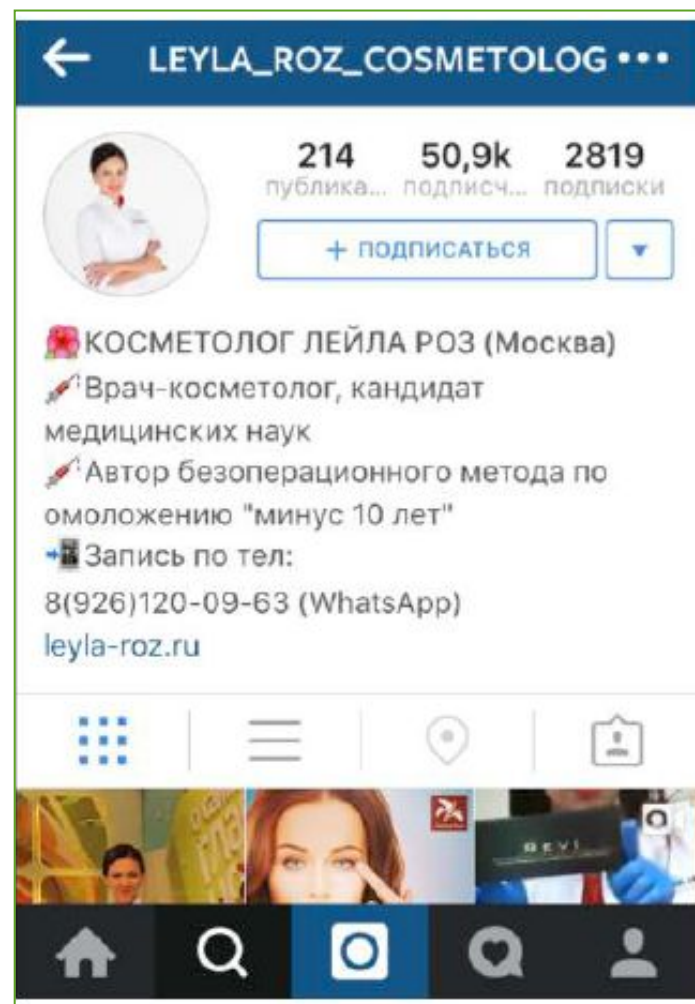 LEYLA_ROZ_COSMETOLOG
214 50,9k 2819
публика... подписч... подписки
+ ПОДПИСАТЬСЯ
КОСМЕТОЛОГ ЛЕЙЛА РОЗ (Москва)
Врач-косметолог, кандидат
медицинских наук
Автор безоперационного метода по
омоложению "минус 10 лет"
Запись по тел:
8(926)120-09-63 (WhatsApp)
leyla-roz.ru